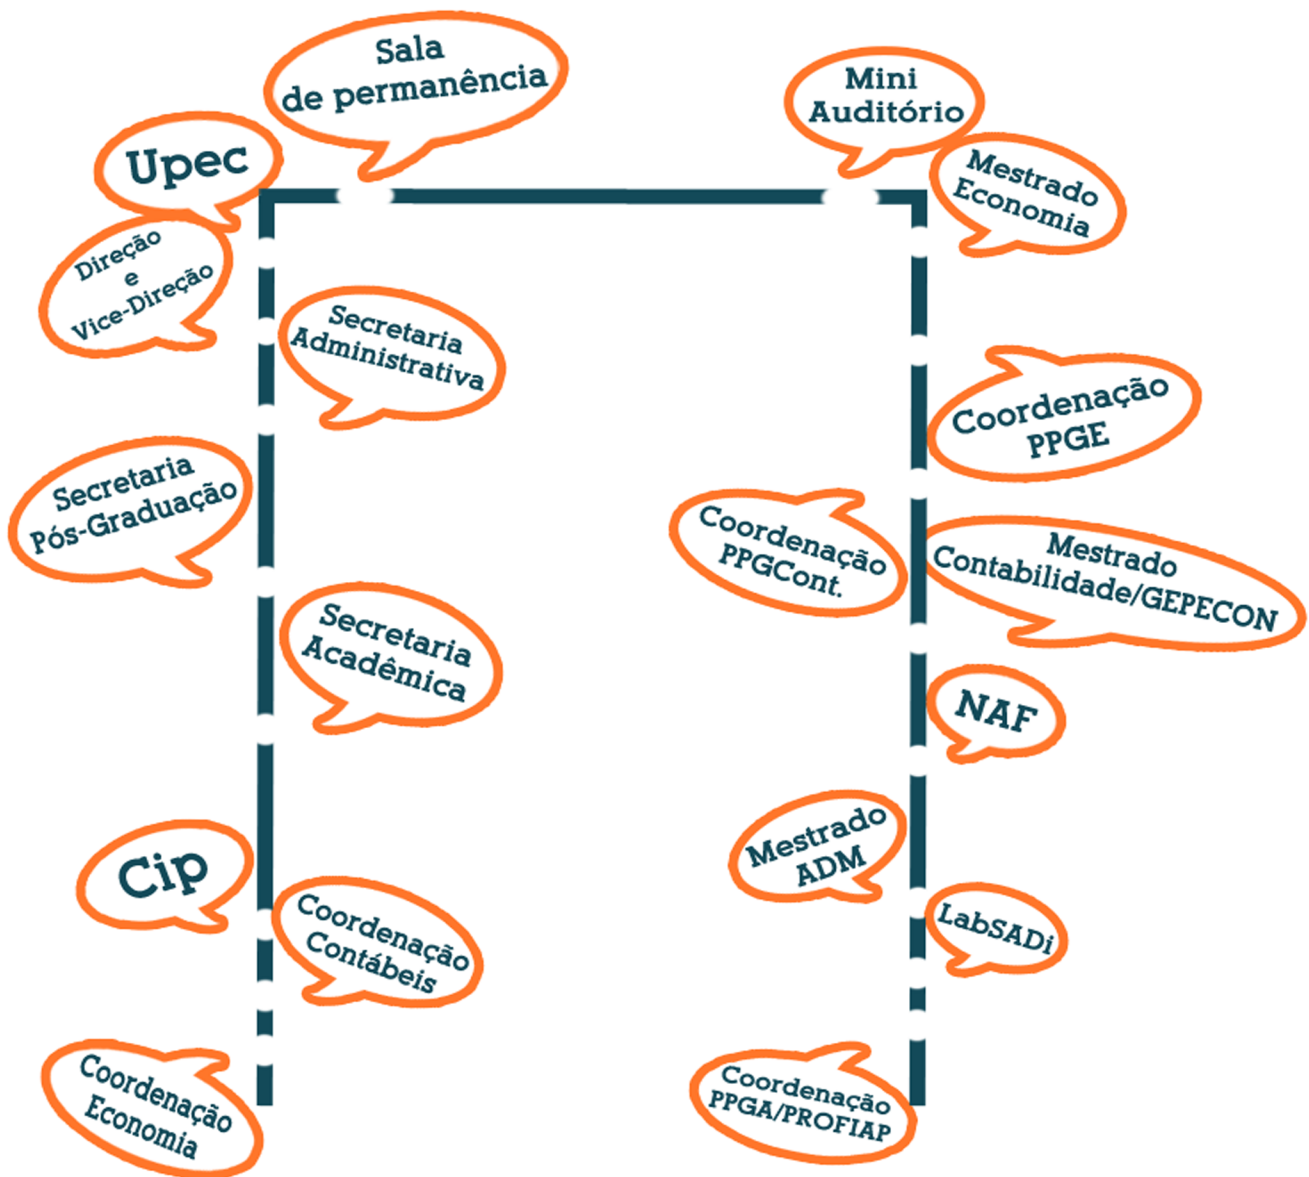 Sala
de permanência
Mini
Auditório
Upec
Mestrado
Economia
Direção
e
Vice-Direção
Secretaria
Administrativa
Coordenação
PPGE
Secretaria
Pós-Graduação
Coordenação
PPGCont.
Mestrado
Contabilidade/GEPECON
Secretaria
Acadêmica
NAF
Mestrado
ADM
Cip
LabSADi
Coordenação
Contábeis
Coordenação
Economia
Coordenação
PPGA/PROFIAP